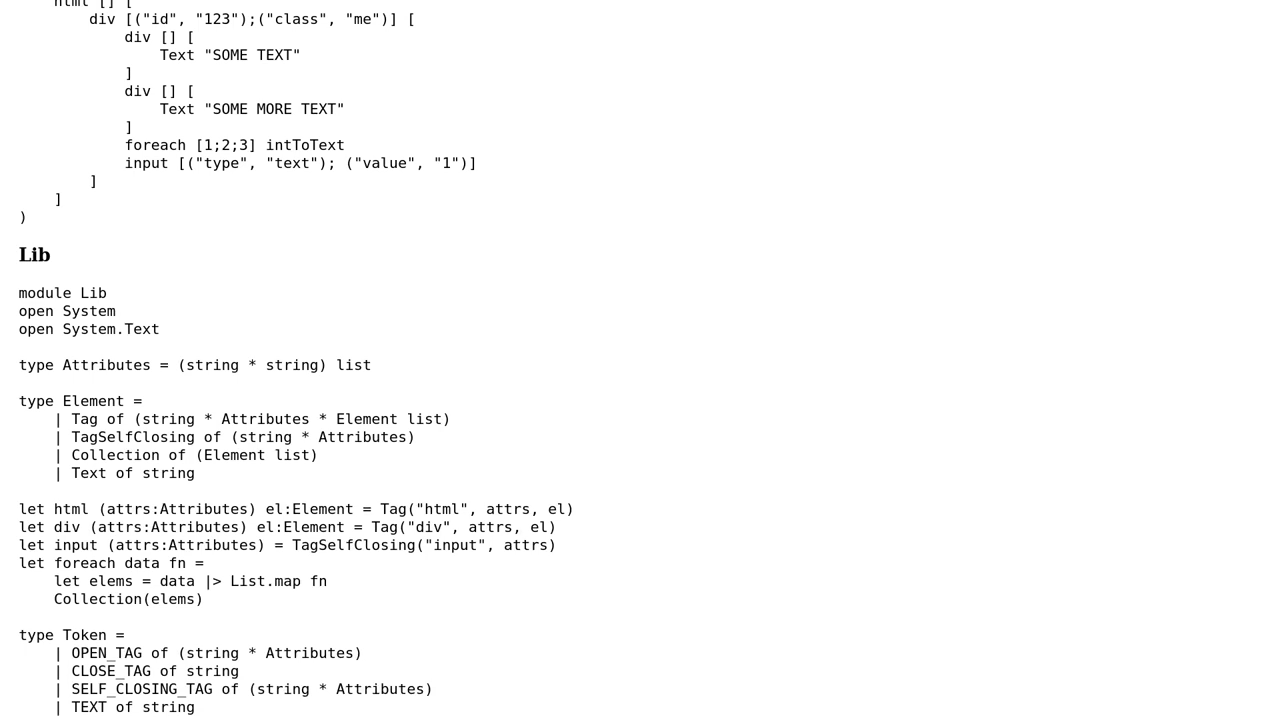 html [] [
        div [("id", "123");("class", "me")] [
            div [] [
                Text "SOME TEXT"
            ]
            div [] [
                Text "SOME MORE TEXT"
            ]
            foreach [1;2;3] intToText
            input [("type", "text"); ("value", "1")]
        ]
    ]
)
Lib
module Lib
open System
open System.Text

type Attributes = (string * string) list

type Element =
    | Tag of (string * Attributes * Element list)
    | TagSelfClosing of (string * Attributes)
    | Collection of (Element list)
    | Text of string

let html (attrs:Attributes) el:Element = Tag("html", attrs, el)
let div (attrs:Attributes) el:Element = Tag("div", attrs, el)
let input (attrs:Attributes) = TagSelfClosing("input", attrs)
let foreach data fn =
    let elems = data |> List.map fn
    Collection(elems)

type Token =
    | OPEN_TAG of (string * Attributes)
    | CLOSE_TAG of string
    | SELF_CLOSING_TAG of (string * Attributes)
    | TEXT of string